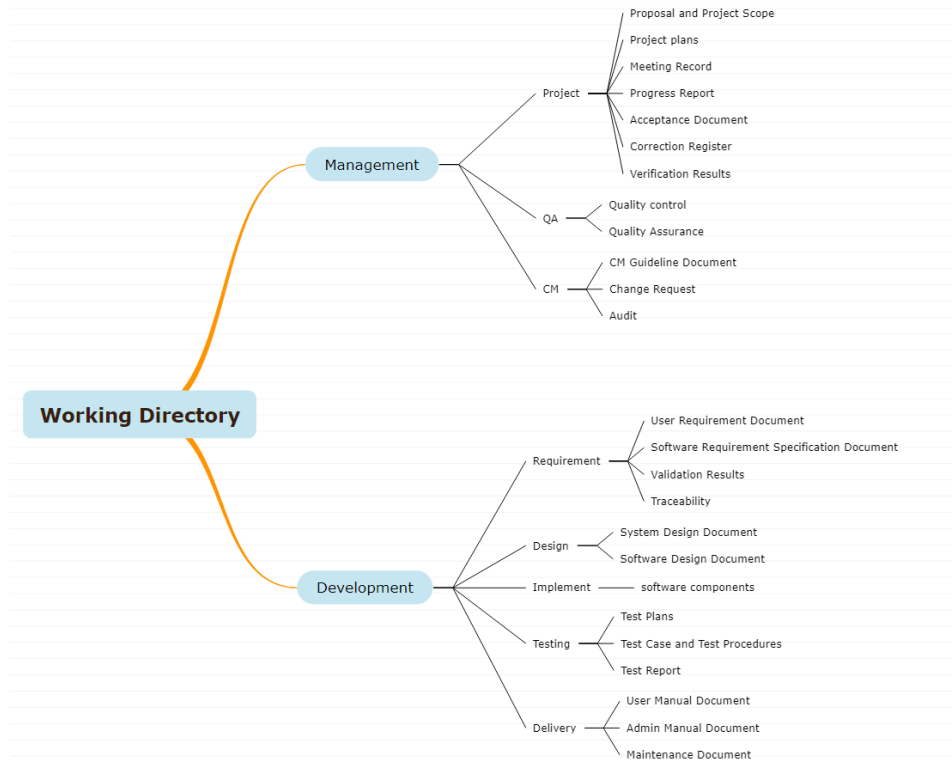 Working Directory
Management
Project
Proposal and Project Scope
Project plans
Meeting Record
Progress Report
Acceptance Document
Correction Register
Verification Results
QA
Quality control
Quality Assurance
CM
CM Guideline Document
Change Request
Audit
Development
Requirement
User Requirement Document
Software Requirement Specification Document
Validation Results
Traceability
Design
System Design Document
Software Design Document
Implement
software components
Testing
Test Plans
Test Case and Test Procedures
Test Report
Delivery
User Manual Document
Admin Manual Document
Maintenance Document